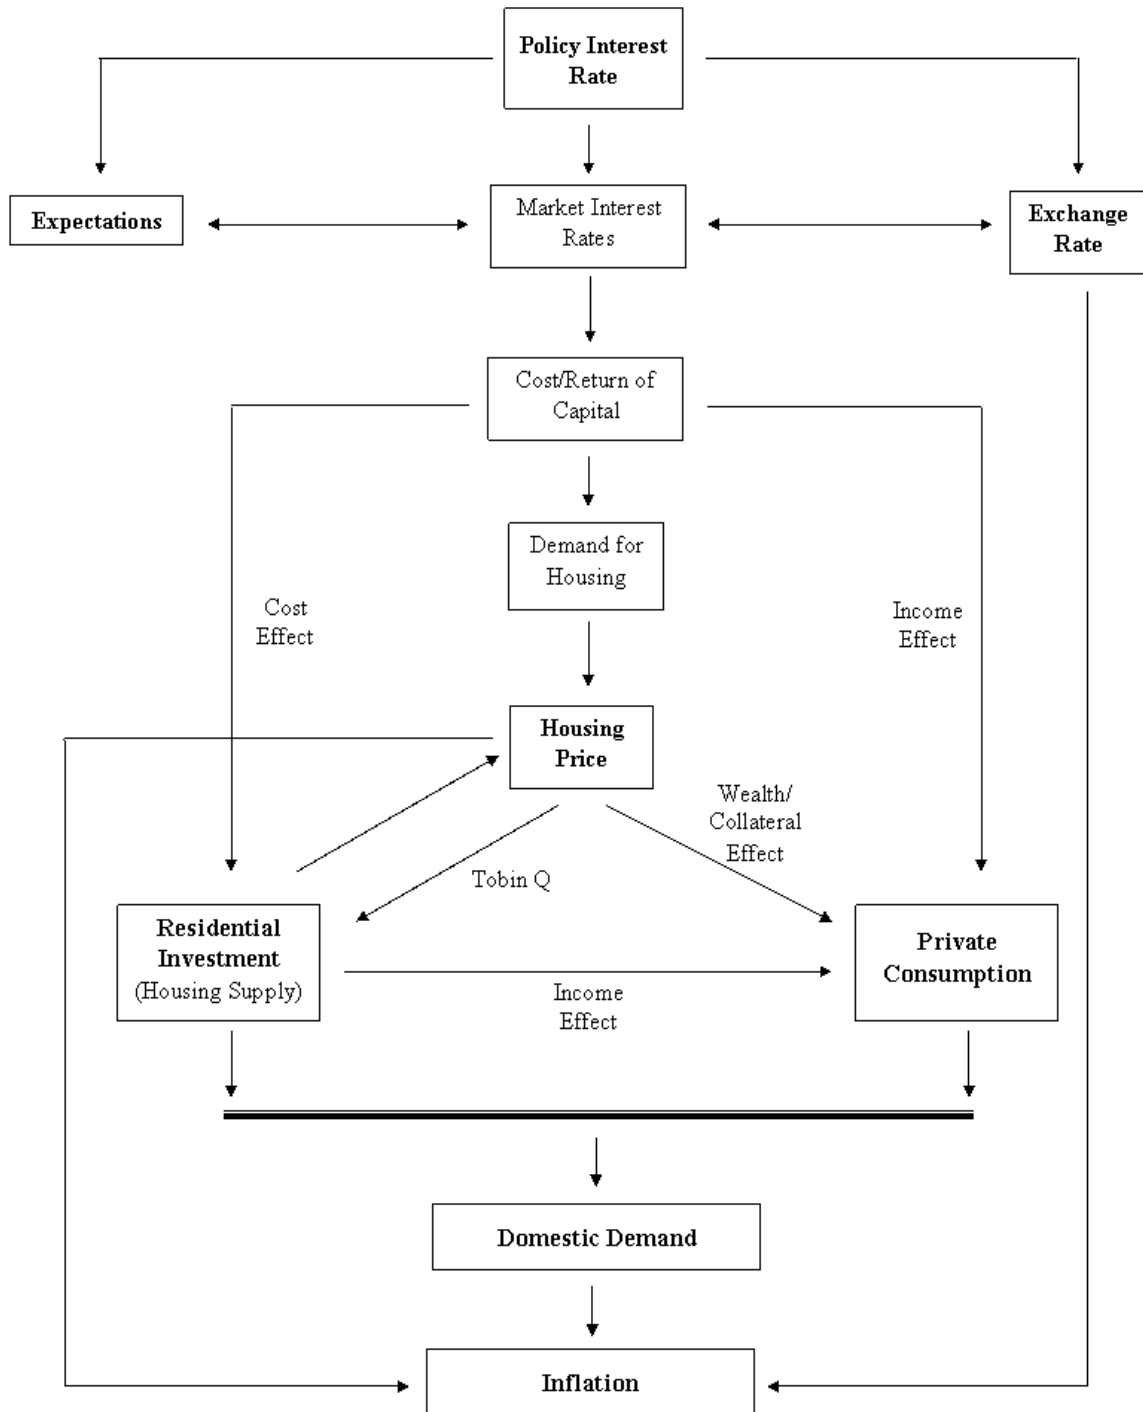 Policy Interest
Rate
Expectations
Market Interest
Rates
Exchange
Rate
Cost/Return of
Capital
Demand for
Housing
Cost
Effect
Income
Effect
Housing
Price
Wealth/
Collateral
Effect
Tobin Q
Residential
Investment
(Housing Supply)
Private
Consumption
Income
Effect
Domestic Demand
Inflation